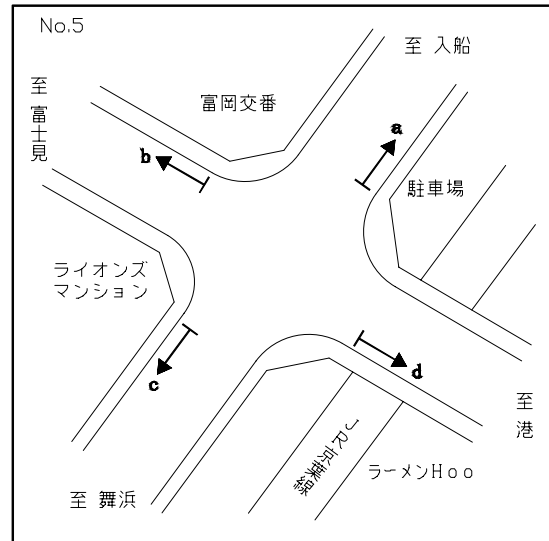 No.5
至 入船
至 富士見
富岡交番
a
b
駐車場
ライオンズ
マンション
c
d
至 港
JR京葉線
ラーメンHoo
至 舞浜